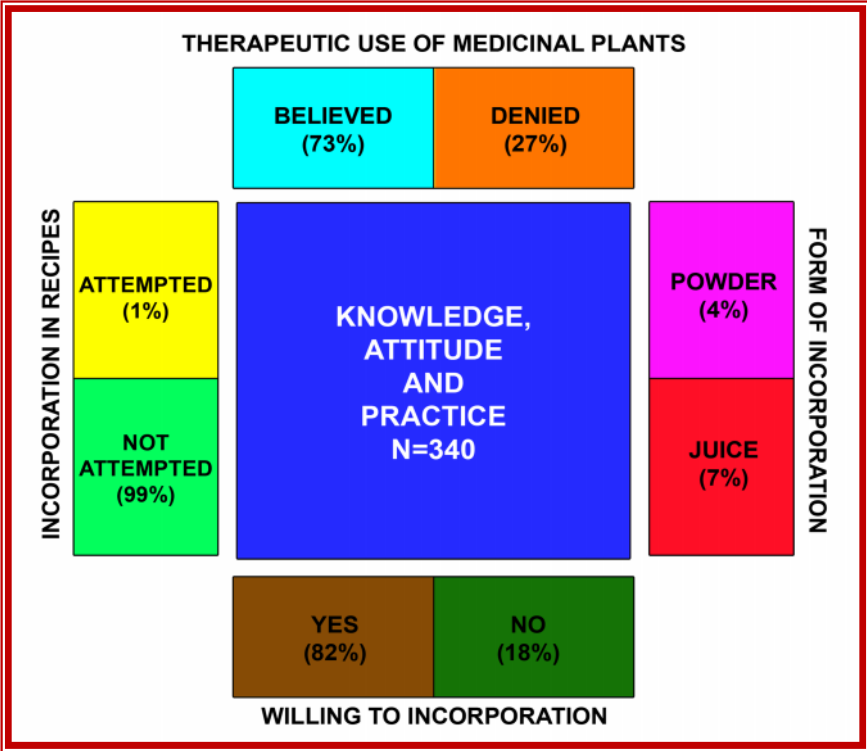 THERAPEUTIC USE OF MEDICINAL PLANTS
BELIEVED
(73%)
DENIED
(27%)
INCORPORATION IN RECIPES
ATTEMPTED
(1%)
NOT
ATTEMPTED
(99%)
KNOWLEDGE,
ATTITUDE
AND
PRACTICE
N=340
POWDER
(4%)
JUICE
(7%)
FORM OF INCORPORATION
YES
(82%)
NO
(18%)
WILLING TO INCORPORATION